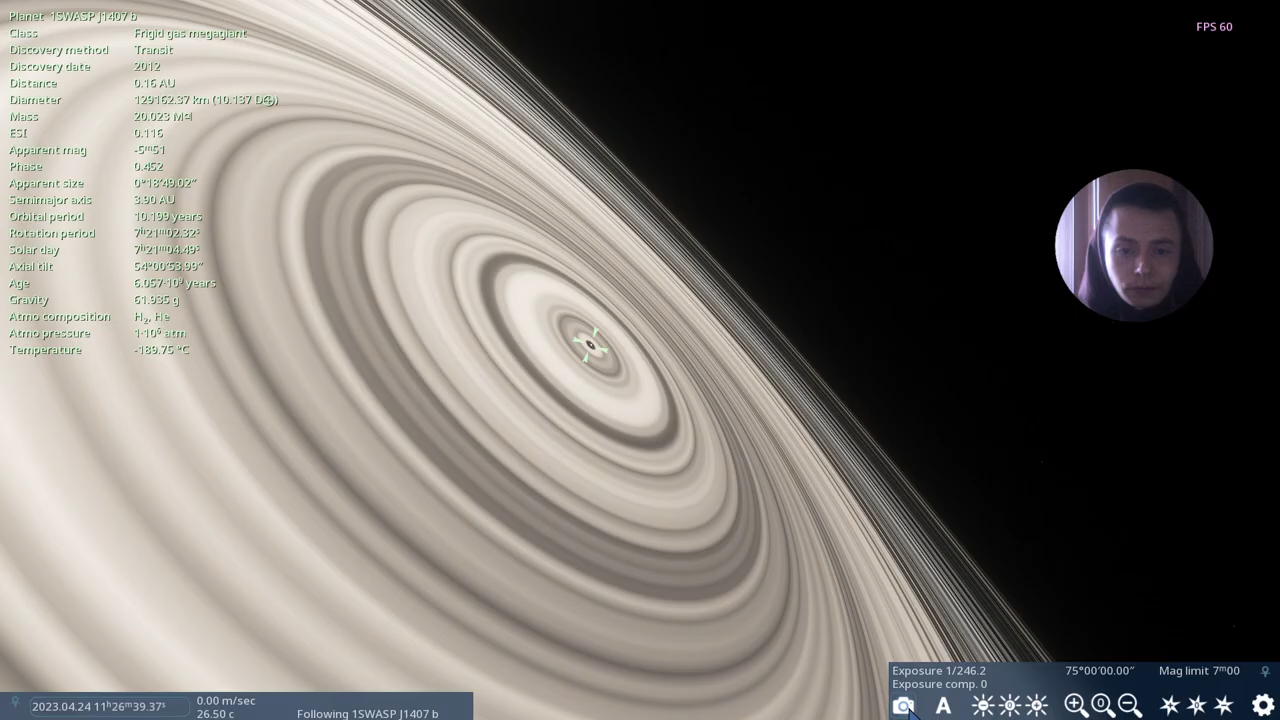 Planet 1SWASP J1407 b
FPS 60
Class Frigid gas megagiant
Discovery method Transit
Discovery date 2012
Distance 0.16 AU
Diameter 129162.37 km (10.137 D⊕)
Mass 20.023 M♃
ESI 0.116
Apparent mag -5ᵐ51
Phase 0.452
Apparent size 0°18′49.02″
Semimajor axis 3.90 AU
Orbital period 10.199 years
Rotation period 7ʰ21ᵐ02.32ˢ
Solar day 7ʰ21ᵐ04.49ˢ
Axial tilt 54°00′53.99″
Gravity 61.935 g
Atmo composition H₂, He
Atmo pressure 1·10⁶ atm
Temperature -189.75 °C
Exposure 1/246.2 75°00′00.00″ Mag limit 7ᵐ00
Exposure comp. 0
2023.04.24 11ʰ26ᵐ39.37ˢ
0.00 m/sec
26.50 c Following 1SWASP J1407 b
A